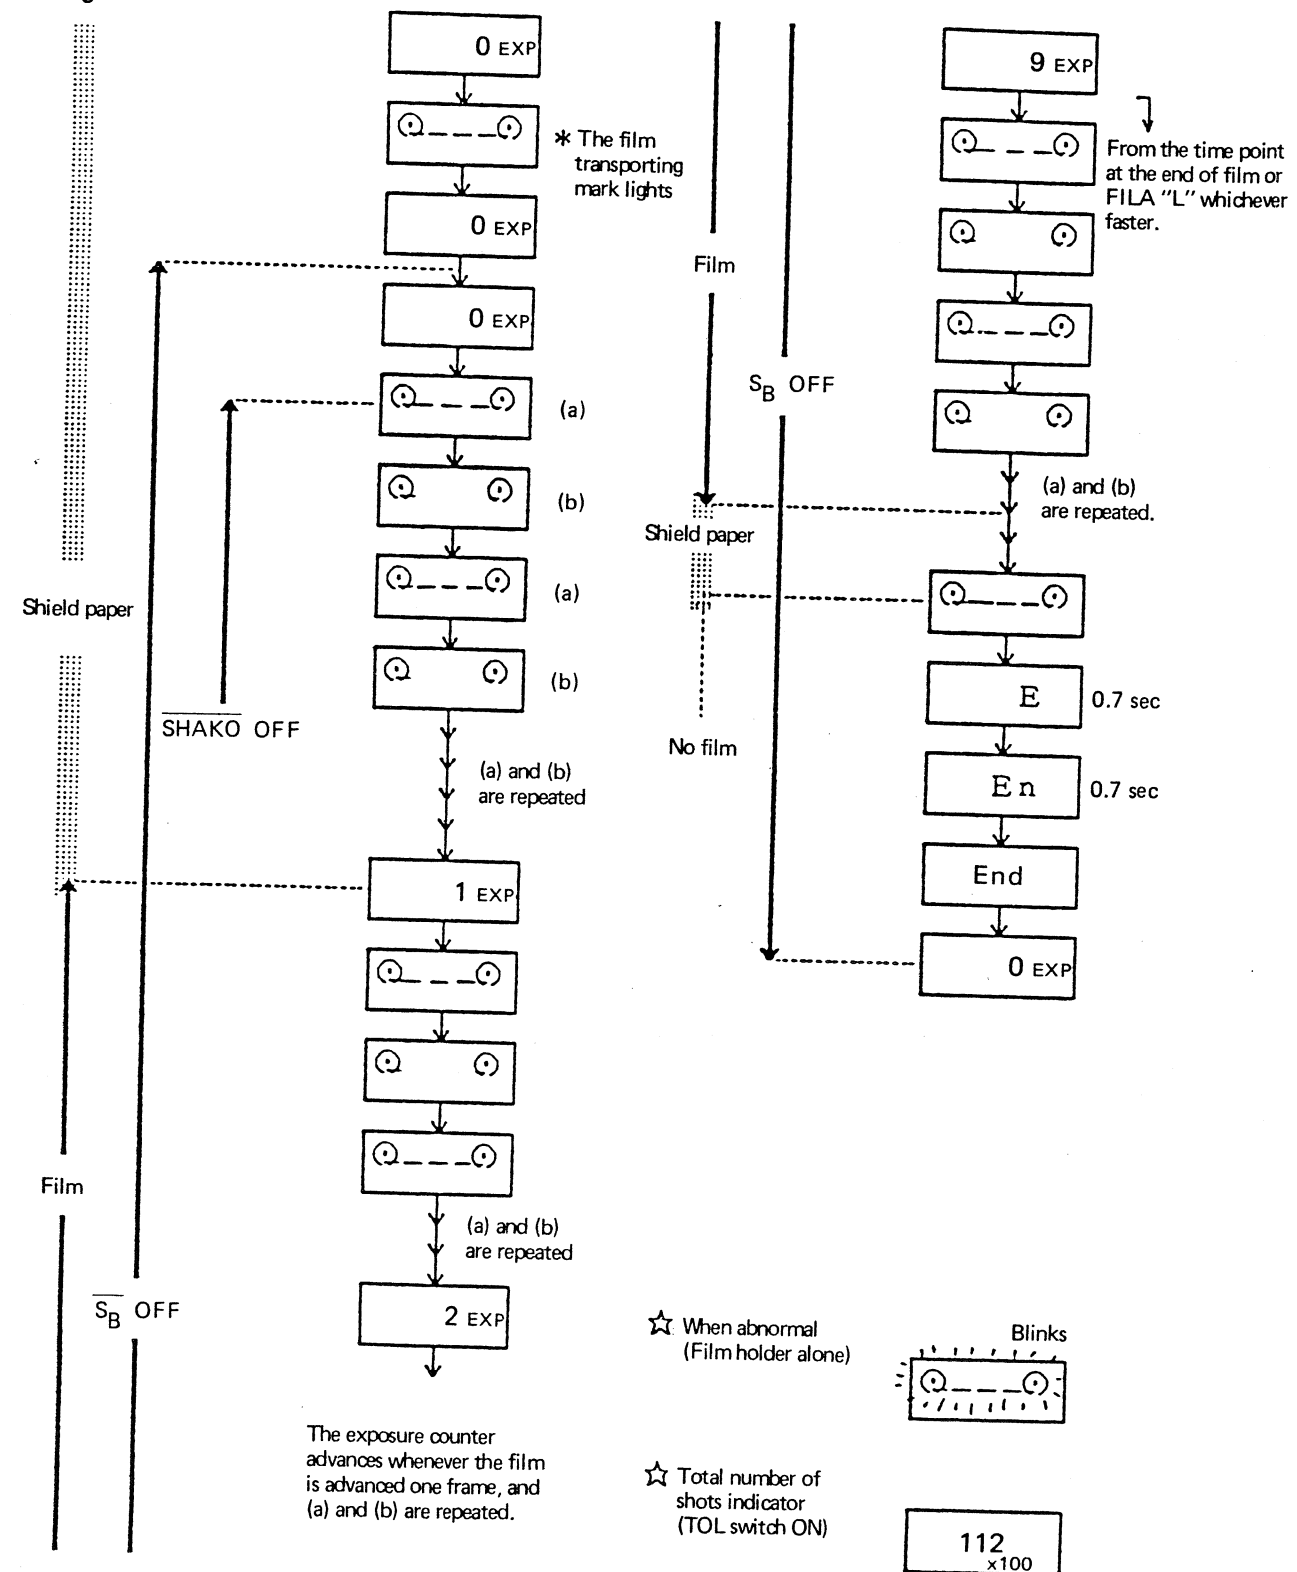 0 EXP
* The film
transporting
mark lights
0 EXP
0 EXP
(a)
(b)
(a)
(b)
Shield paper
SHAKO OFF
(a) and (b)
are repeated
1 EXP
Film
(a) and (b)
are repeated
SB OFF
2 EXP
The exposure counter
advances whenever the film
is advanced one frame, and
(a) and (b) are repeated.
9 EXP
From the time point
at the end of film or
FILA "L" whichever
faster.
Film
SB OFF
(a) and (b)
are repeated.
Shield paper
E
0.7 sec
En
0.7 sec
No film
End
0 EXP
☆ When abnormal
(Film holder alone)
Blinks
☆ Total number of
shots indicator
(TOL switch ON)
112
x100